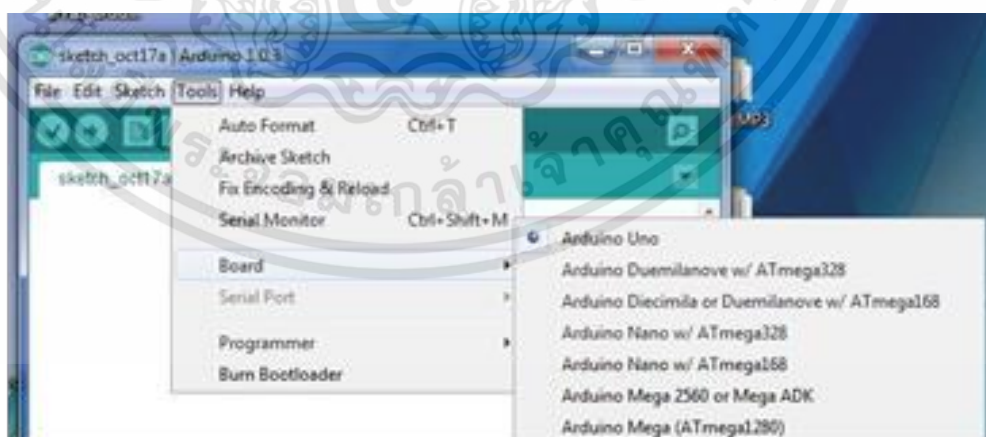 sketch_oct17a | Arduino 1.0.3
File Edit Sketch Tools Help
MP3
Auto Format Ctrl+T
Archive Sketch
sketch_oct17a
Fix Encoding & Reload
Serial Monitor Ctrl+Shift+M
Arduino Uno
Board
Arduino Duemilanove w/ ATmega328
Serial Port
Arduino Diecimila or Duemilanove w/ ATmega168
Arduino Nano w/ ATmega328
Programmer
Arduino Nano w/ ATmega168
Burn Bootloader
Arduino Mega 2560 or Mega ADK
Arduino Mega (ATmega1280)